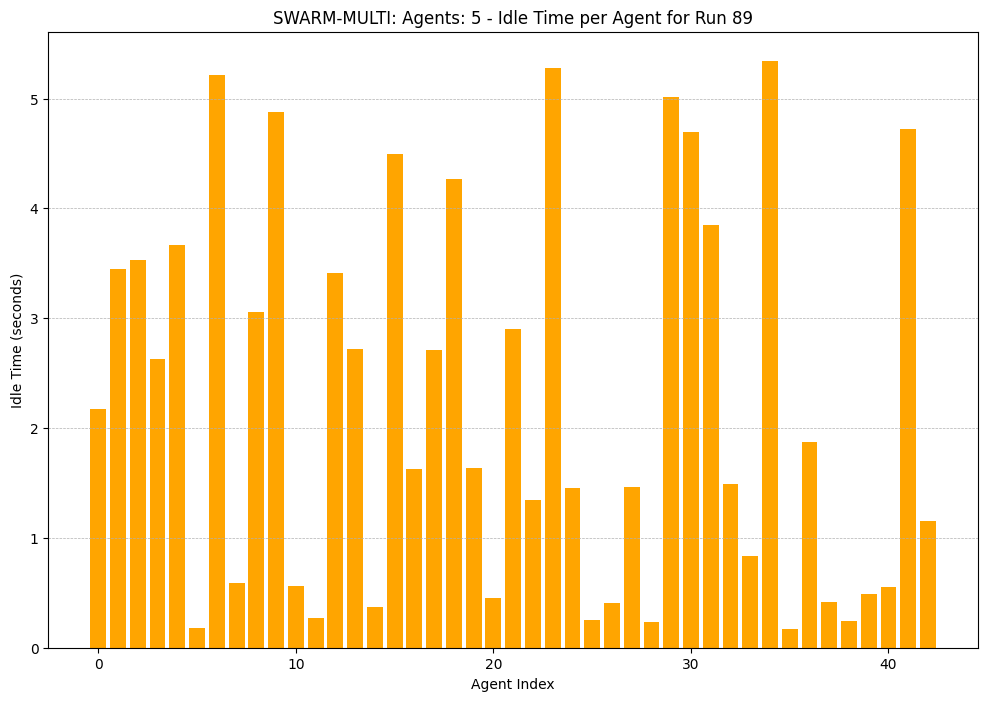 SWARM-MULTI: Agents: 5 - Idle Time per Agent for Run 89
Idle Time (seconds)
5
4
3
2
1
0
0 10 20 30 40
Agent Index